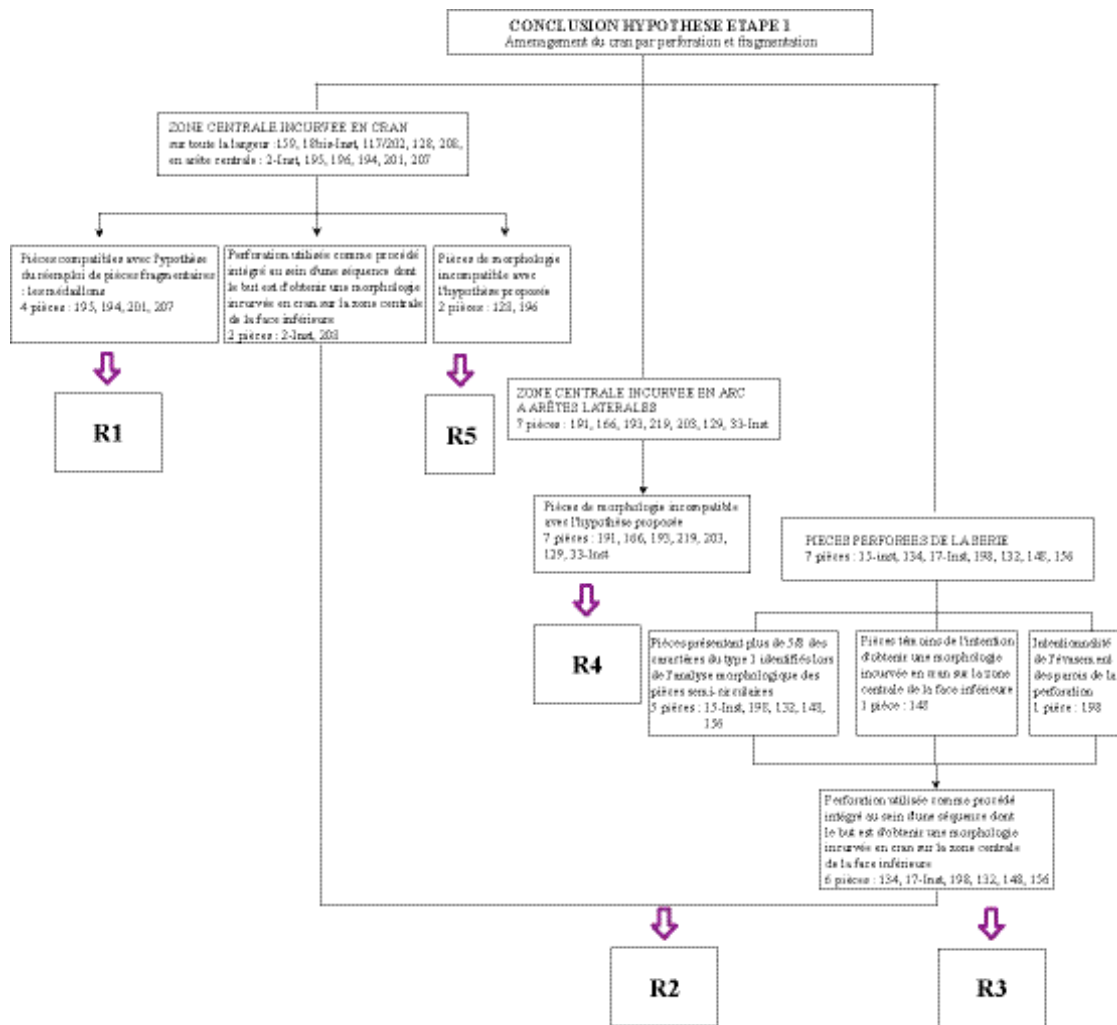 CONCLUSION HYPOTHESE ETAPE 1
Amenagement du cran par perforation et fragmentation
ZONE CENTRALE INCURVEE EN CRAN
sur toute la largeur :159, 18bis-Inst, 117/202, 128, 208,
en arête centrale : 2-Inst, 195, 196, 194, 201, 207
Pièces compatibles avec l'hypothèse
du réemploi de pièces fragmentaires
: les médaillons
4 pièces : 195, 194, 201, 207
Perforation utilisée comme procédé
intégré au sein d'une séquence dont
le but est d'obtenir une morphologie
incurvée en cran sur la zone centrale
de la face inférieure
2 pièces : 2-Inst, 208
Pièces de morphologie
incompatible avec
l'hypothèse proposée
2 pièces : 128, 196
R1
R5
ZONE CENTRALE INCURVEE EN ARC
A ARÊTES LATERALES
7 pièces : 191, 166, 193, 219, 203, 129, 33-Inst
Pièces de morphologie incompatible
avec l'hypothèse proposée
7 pièces : 191, 166, 193, 219, 203,
129, 33-Inst
R4
PIECES PERFOREES DE LA SERIE
7 pièces : 15-inst, 134, 17-Inst, 198, 132, 148, 156
Pièces présentant plus de 5/8 des
caractères du type 1 identifiés lors
de l'analyse morphologique des
pièces semi-circulaires
5 pièces : 15-Inst, 198, 132, 148,
156
Pièces témoins de l'intention
d'obtenir une morphologie
incurvée en cran sur la zone
centrale de la face inférieure
1 pièce : 148
Intentionnalité
de l'évasement
des parois de la
perforation
1 pièce : 198
Perforation utilisée comme procédé
intégré au sein d'une séquence dont
le but est d'obtenir une morphologie
incurvée en cran sur la zone centrale
de la face inférieure
6 pièces : 134, 17-Inst, 198, 132, 148, 156
R2
R3